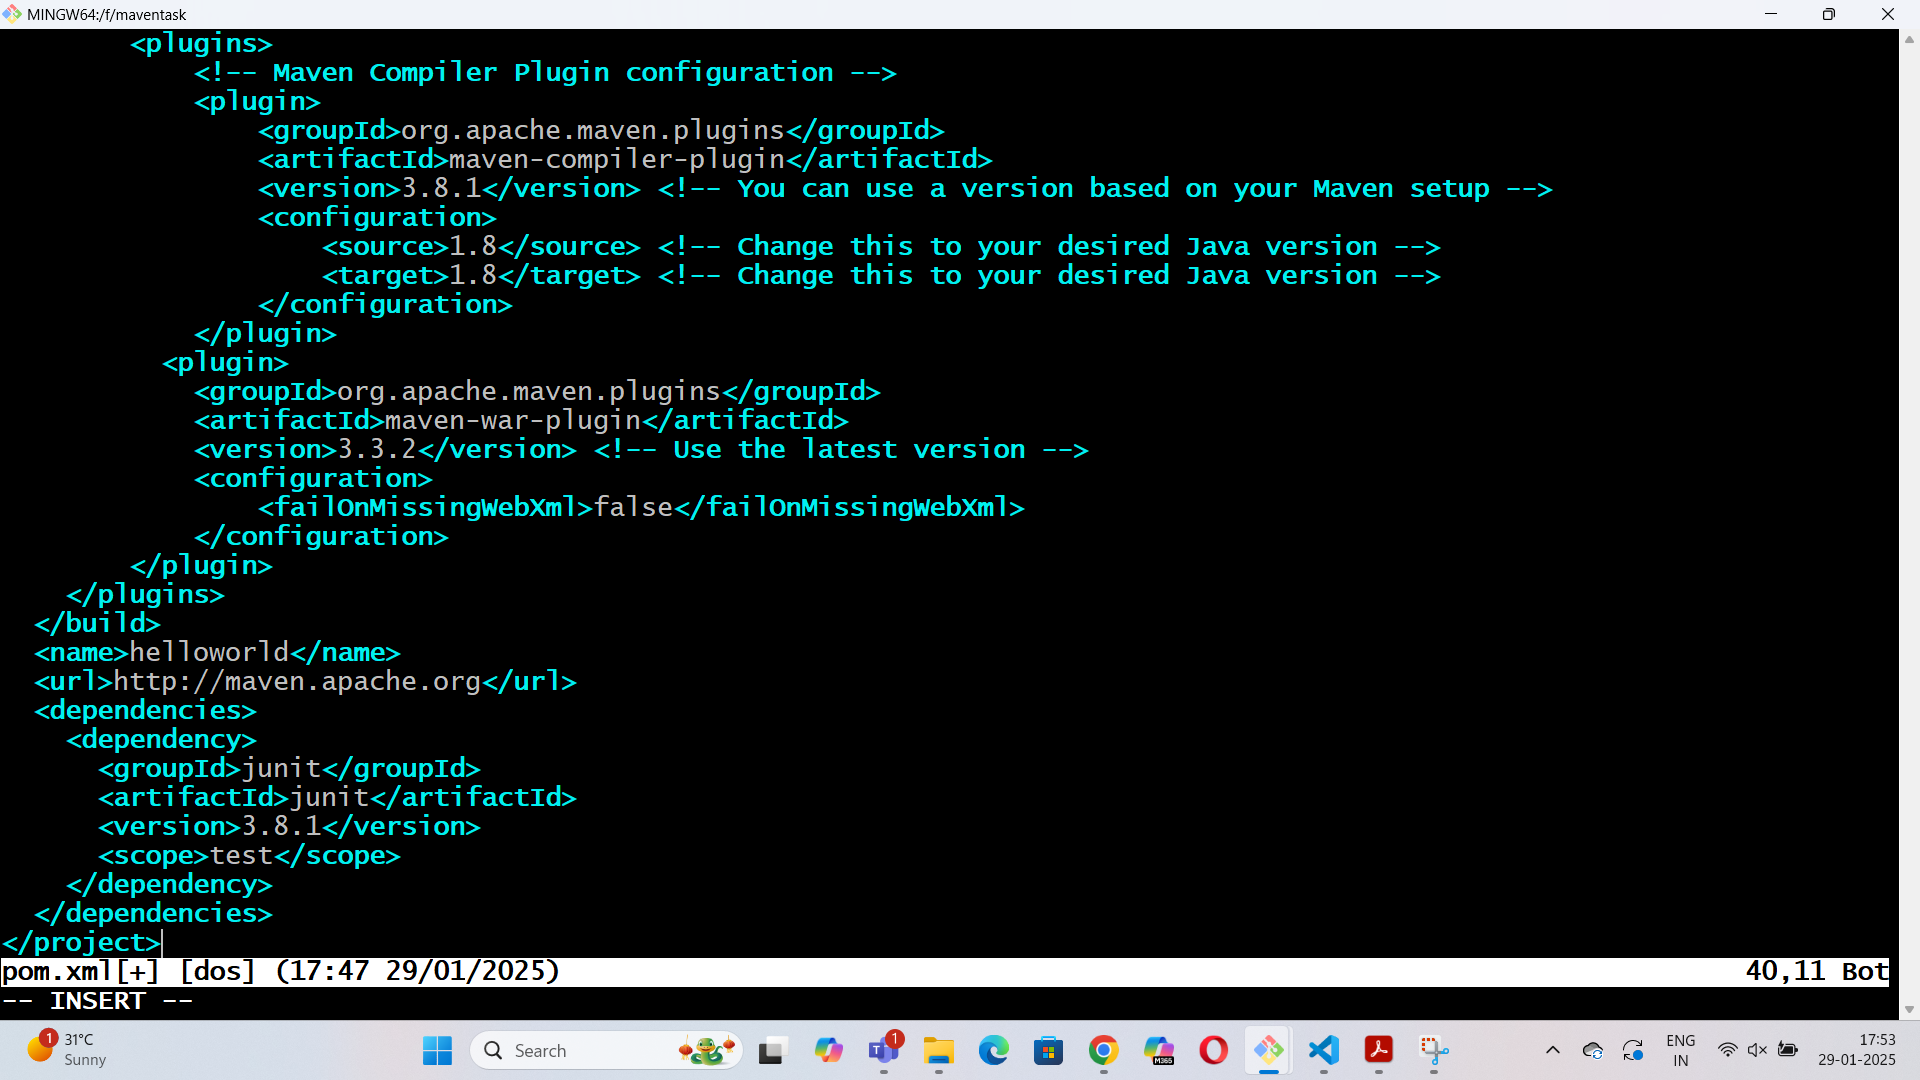 MINGW64:/f/maventask
<plugins>
<!-- Maven Compiler Plugin configuration -->
<plugin>
<groupId>org.apache.maven.plugins</groupId>
<artifactId>maven-compiler-plugin</artifactId>
<version>3.8.1</version> <!-- You can use a version based on your Maven setup -->
<configuration>
<source>1.8</source> <!-- Change this to your desired Java version -->
<target>1.8</target> <!-- Change this to your desired Java version -->
</configuration>
</plugin>
<plugin>
<groupId>org.apache.maven.plugins</groupId>
<artifactId>maven-war-plugin</artifactId>
<version>3.3.2</version> <!-- Use the latest version -->
<configuration>
<failOnMissingWebXml>false</failOnMissingWebXml>
</configuration>
</plugin>
</plugins>
</build>
<name>helloworld</name>
<url>http://maven.apache.org</url>
<dependencies>
<dependency>
<groupId>junit</groupId>
<artifactId>junit</artifactId>
<version>3.8.1</version>
<scope>test</scope>
</dependency>
</dependencies>
</project>
pom.xml[+] [dos] (17:47 29/01/2025) 40,11 Bot
-- INSERT --
1
31°C
Sunny
Search
T
1
M365
ENG
IN
17:53
29-01-2025